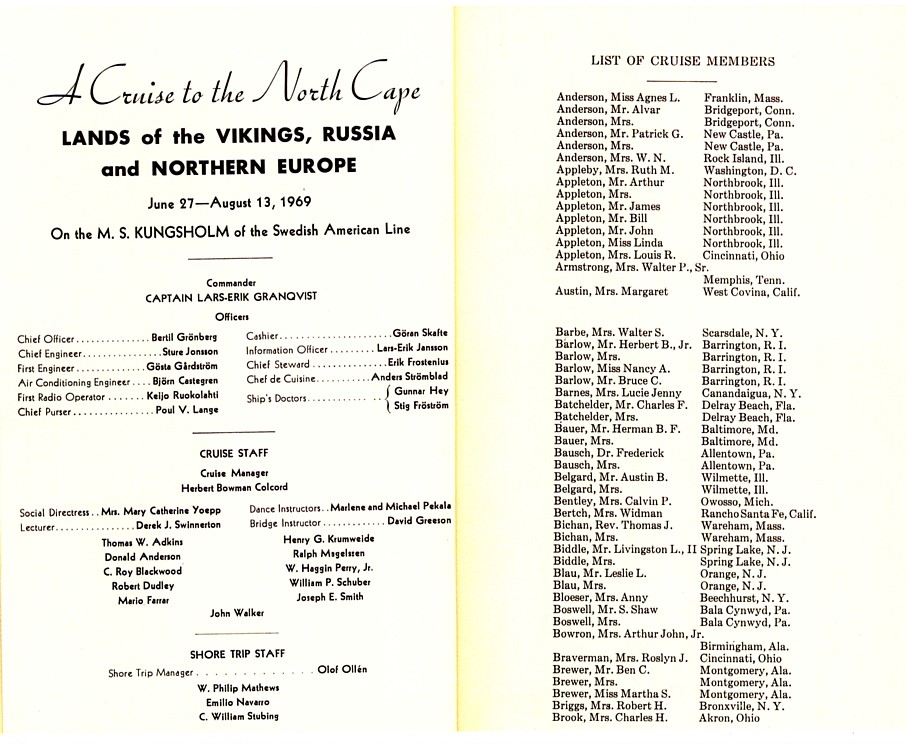 A Cruise to the North Cape
LANDS of the VIKINGS, RUSSIA
and NORTHERN EUROPE
June 27—August 13, 1969
On the M. S. KUNGSHOLM of the Swedish American Line
Commander
CAPTAIN LARS-ERIK GRANQVIST
Officers
Chief Officer............Bertil Grönberg
Chief Engineer..............Sture Jonsson
First Engineer...........Gösta Gårdström
Air Conditioning Engineer....Björn Castegren
First Radio Operator.......Keijo Ruokolahti
Chief Purser...............Poul V. Lange
Cashier.....................Göran Skafte
Information Officer.........Lars-Erik Jansson
Chief Steward..............Erik Frostenius
Chef de Cuisine...........Anders Strömblad
Ship's Doctors.............{ Gunnar Hey
Stig Fröström
CRUISE STAFF
Cruise Manager
Herbert Bowman Colcord
Social Directress..Mrs. Mary Catherine Yoepp
Lecturer...............Derek J. Swinnerton
Dance Instructors..Marlene and Michael Pekala
Bridge Instructor............David Greeson
Thomas W. Adkins
Donald Anderson
C. Roy Blackwood
Robert Dudley
Mario Farrar
Henry G. Krumweide
Ralph Magelssen
W. Haggin Perry, Jr.
William P. Schuber
Joseph E. Smith
John Walker
SHORE TRIP STAFF
Shore Trip Manager..............Olof Ollén
W. Philip Mathews
Emilio Navarro
C. William Stubing
LIST OF CRUISE MEMBERS
Anderson, Miss Agnes L. Franklin, Mass.
Anderson, Mr. Alvar Bridgeport, Conn.
Anderson, Mrs. Bridgeport, Conn.
Anderson, Mr. Patrick G. New Castle, Pa.
Anderson, Mrs. New Castle, Pa.
Anderson, Mrs. W. N. Rock Island, Ill.
Appleby, Mrs. Ruth M. Washington, D. C.
Appleton, Mr. Arthur Northbrook, Ill.
Appleton, Mrs. Northbrook, Ill.
Appleton, Mr. James Northbrook, Ill.
Appleton, Mr. Bill Northbrook, Ill.
Appleton, Mr. John Northbrook, Ill.
Appleton, Miss Linda Northbrook, Ill.
Appleton, Mrs. Louis R. Cincinnati, Ohio
Armstrong, Mrs. Walter P., Sr.
Memphis, Tenn.
Austin, Mrs. Margaret West Covina, Calif.
Barbe, Mrs. Walter S. Scarsdale, N. Y.
Barlow, Mr. Herbert B., Jr. Barrington, R. I.
Barlow, Mrs. Barrington, R. I.
Barlow, Miss Nancy A. Barrington, R. I.
Barlow, Mr. Bruce C. Barrington, R. I.
Barnes, Mrs. Lucie Jenny Canandaigua, N. Y.
Batchelder, Mr. Charles F. Delray Beach, Fla.
Batchelder, Mrs. Delray Beach, Fla.
Bauer, Mr. Herman B. F. Baltimore, Md.
Bauer, Mrs. Baltimore, Md.
Bausch, Dr. Frederick Allentown, Pa.
Bausch, Mrs. Allentown, Pa.
Belgard, Mr. Austin B. Wilmette, Ill.
Belgard, Mrs. Wilmette, Ill.
Bentley, Mrs. Calvin P. Owosso, Mich.
Bertch, Mrs. Widman Rancho Santa Fe, Calif.
Bichan, Rev. Thomas J. Wareham, Mass.
Bichan, Mrs. Wareham, Mass.
Biddle, Mr. Livingston L., II Spring Lake, N. J.
Biddle, Mrs. Spring Lake, N. J.
Blau, Mr. Leslie L. Orange, N. J.
Blau, Mrs. Orange, N. J.
Bloeser, Mrs. Anny Beechhurst, N. Y.
Boswell, Mr. S. Shaw Bala Cynwyd, Pa.
Boswell, Mrs. Bala Cynwyd, Pa.
Bowron, Mrs. Arthur John, Jr.
Birmingham, Ala.
Braverman, Mrs. Roslyn J. Cincinnati, Ohio
Brewer, Mr. Ben C. Montgomery, Ala.
Brewer, Mrs. Montgomery, Ala.
Brewer, Miss Martha S. Montgomery, Ala.
Briggs, Mrs. Robert H. Bronxville, N. Y.
Brook, Mrs. Charles H. Akron, Ohio